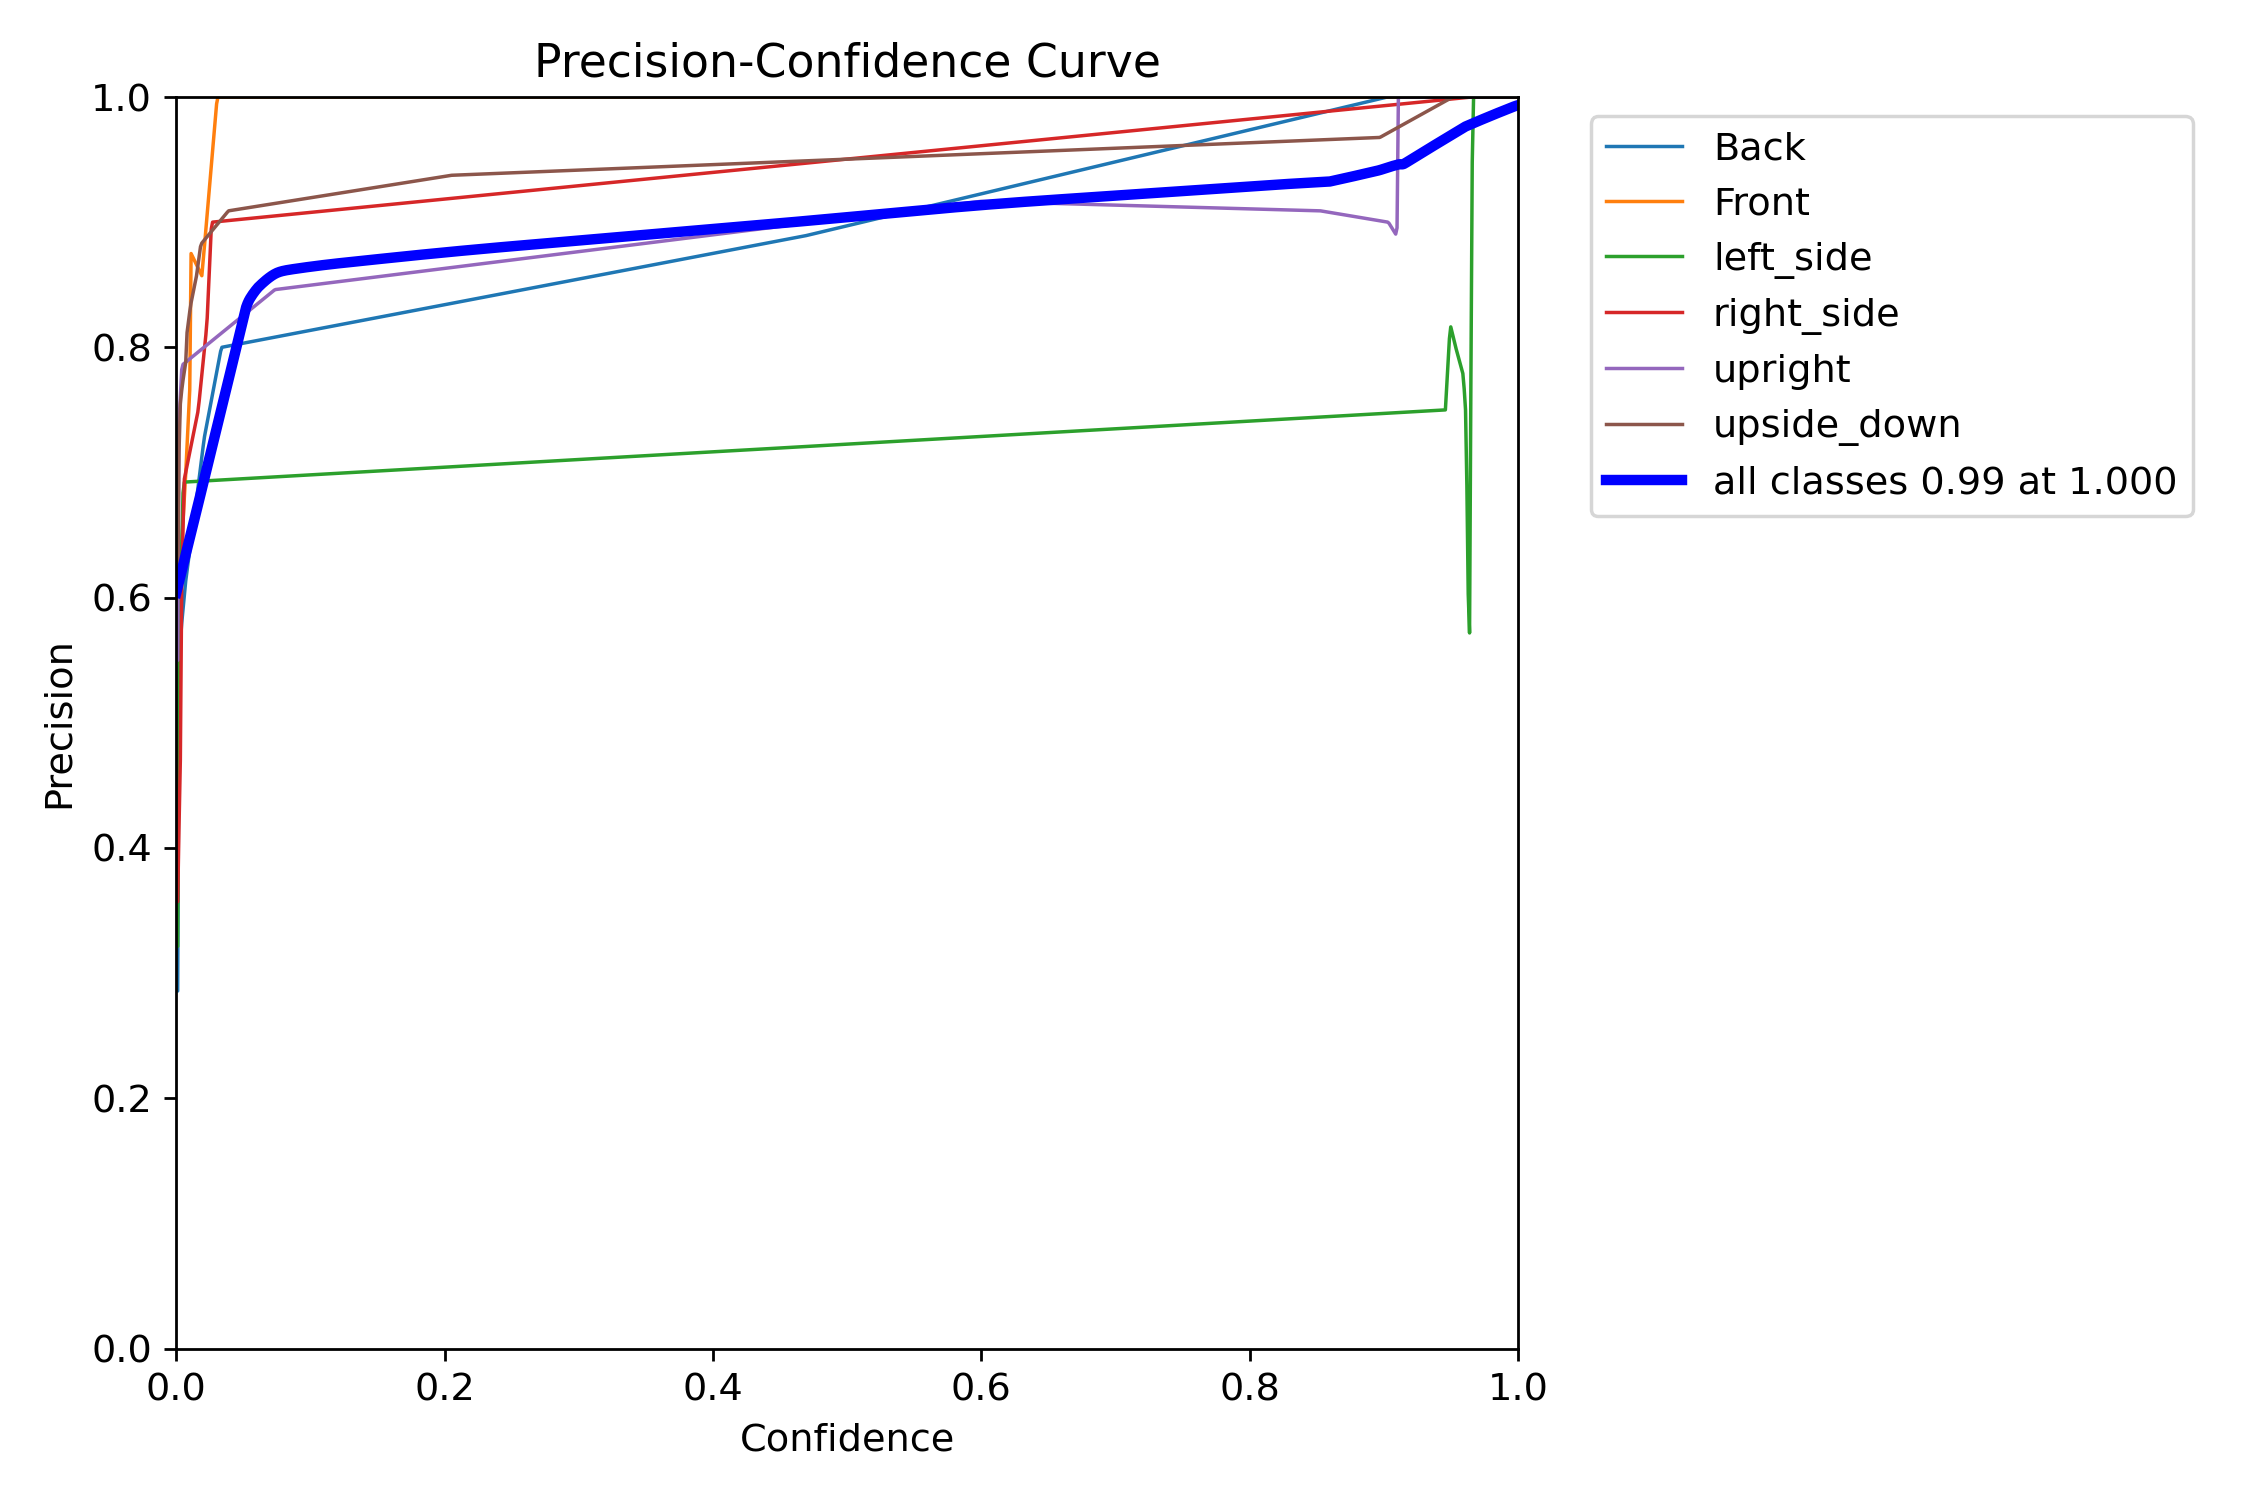 Precision-Confidence Curve
1.0
0.8
0.6
0.4
0.2
0.0
Precision
0.0 0.2 0.4 0.6 0.8 1.0
Confidence
Back
Front
left_side
right_side
upright
upside_down
all classes 0.99 at 1.000